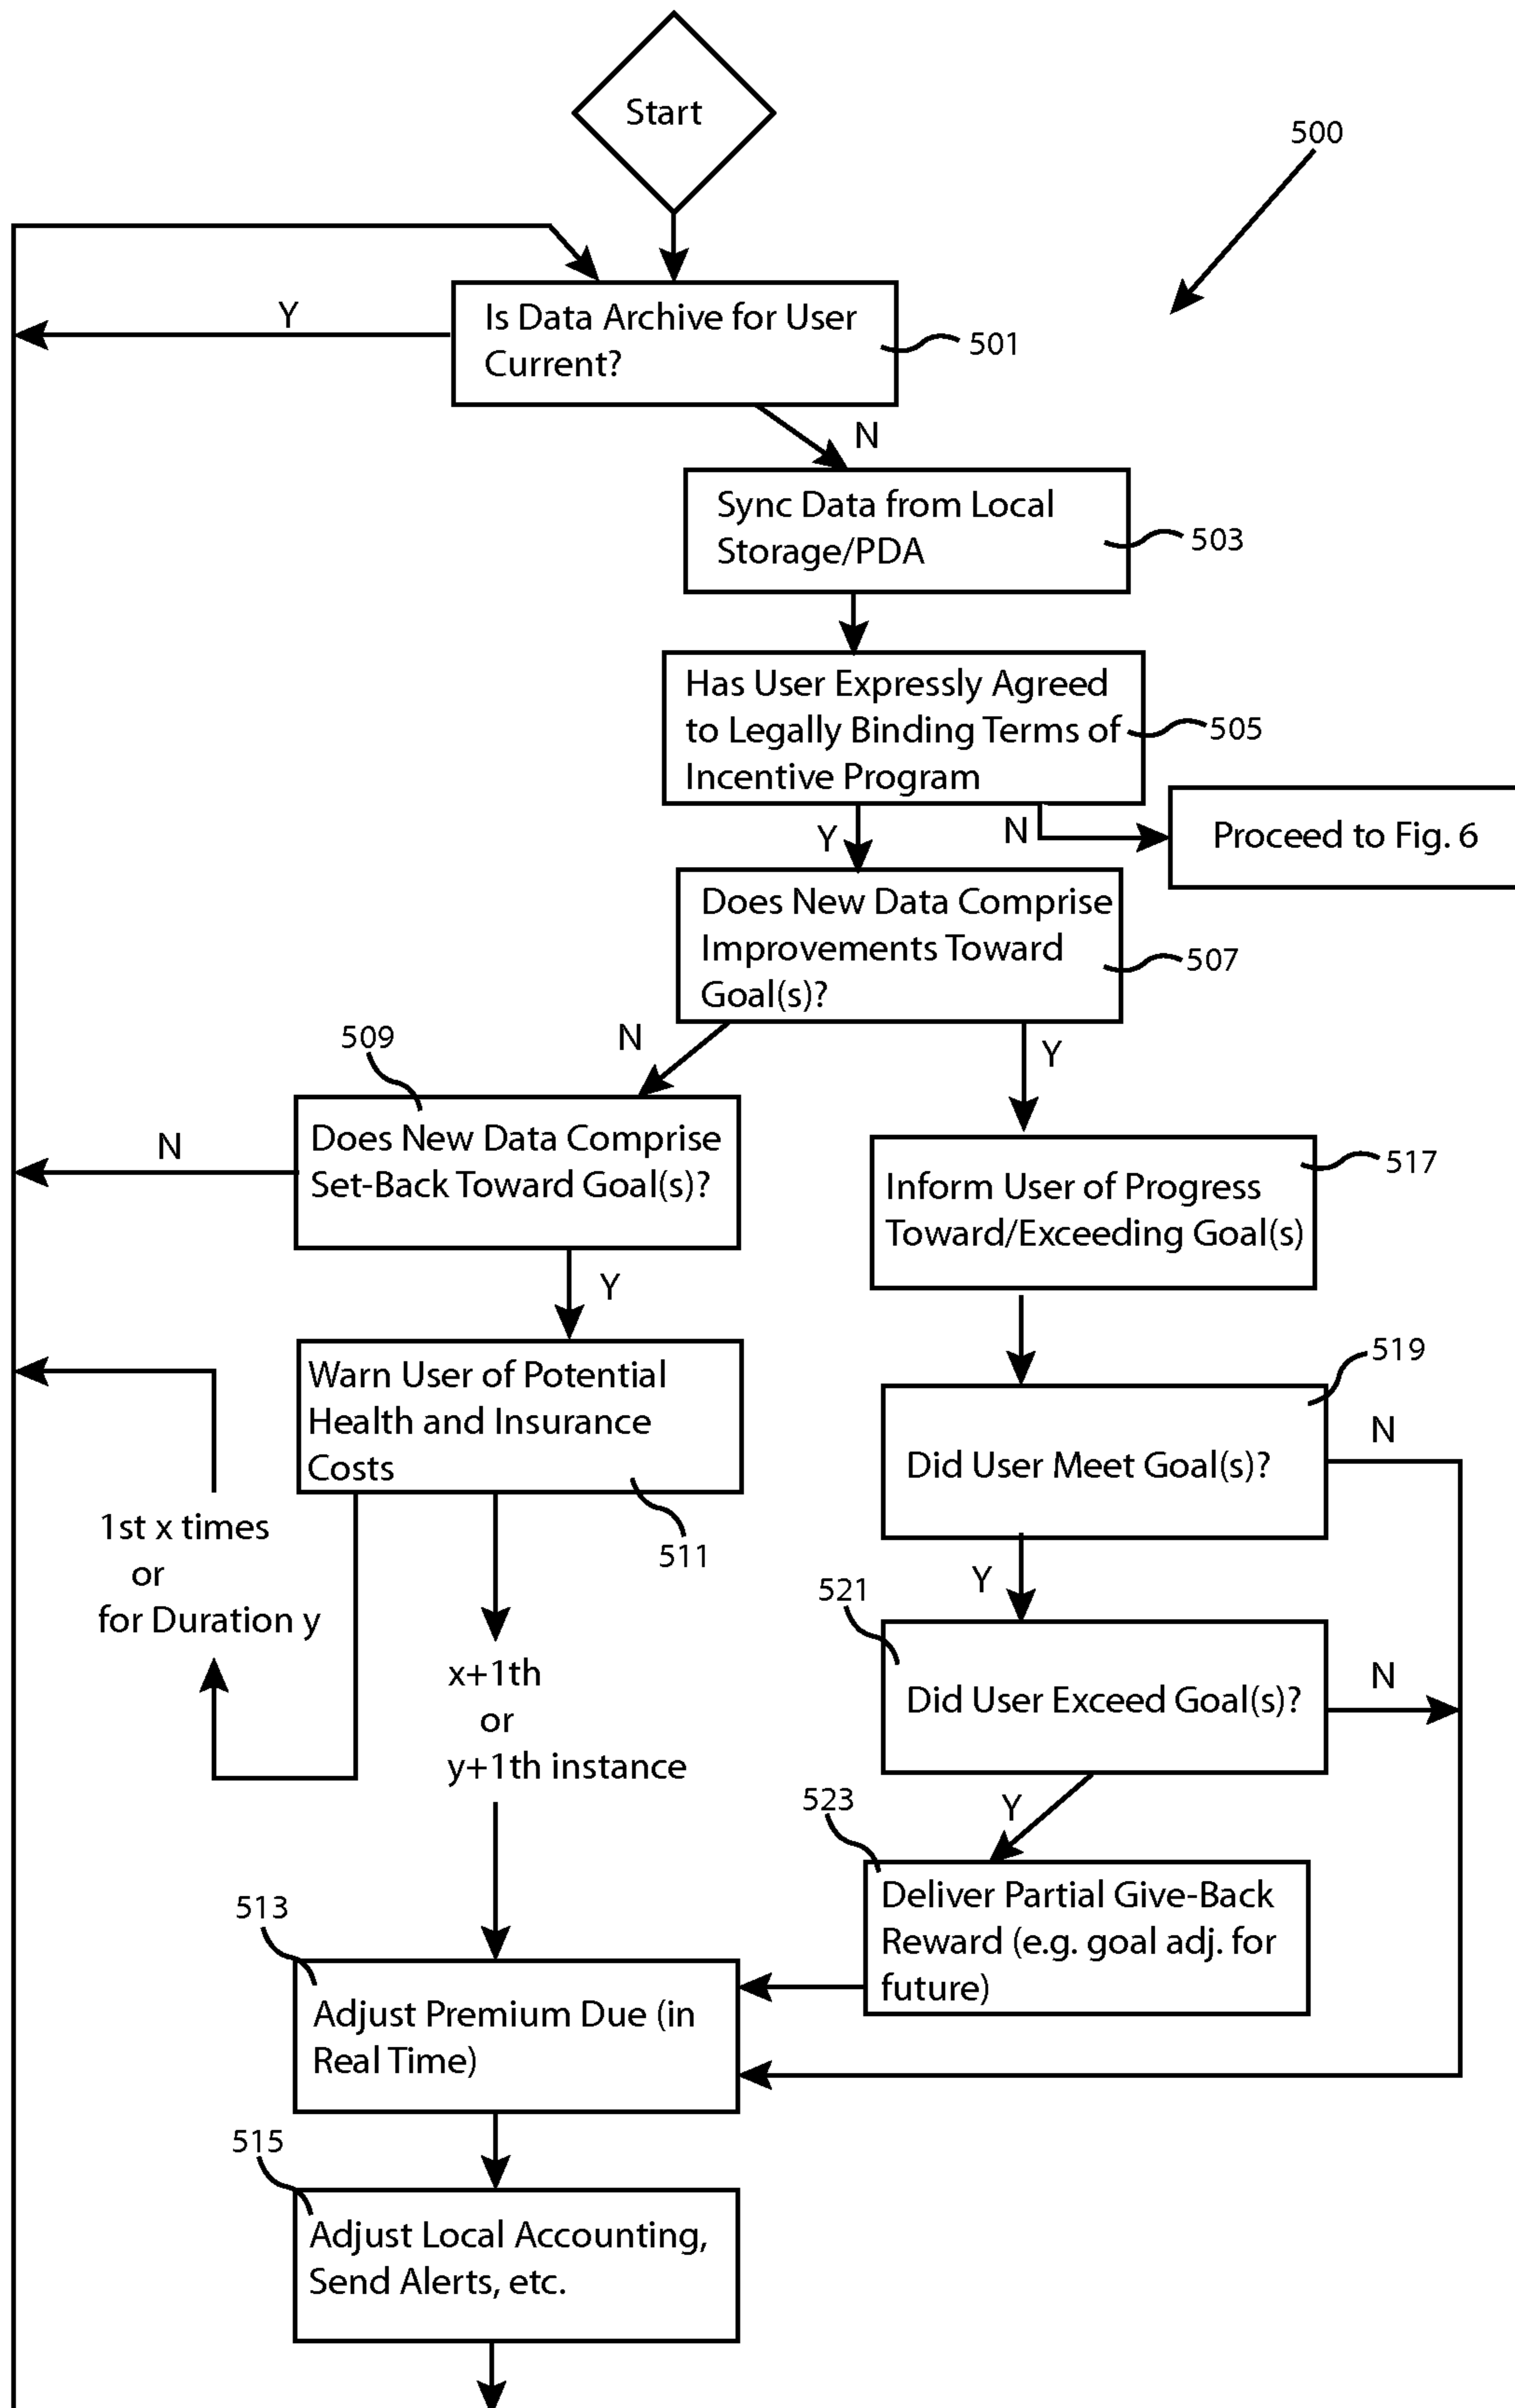 Start
500
Is Data Archive for User
Current?
501
Y
N
Sync Data from Local
Storage/PDA
503
Has User Expressly Agreed
to Legally Binding Terms of
Incentive Program
505
Y
N
Proceed to Fig. 6
Does New Data Comprise
Improvements Toward
Goal(s)?
507
N
Y
509
Does New Data Comprise
Set-Back Toward Goal(s)?
N
Y
Inform User of Progress
Toward/Exceeding Goal(s)
517
Warn User of Potential
Health and Insurance
Costs
511
1st x times
or
for Duration y
x+1th
or
y+1th instance
519
Did User Meet Goal(s)?
N
Y
521
Did User Exceed Goal(s)?
N
Y
523
Deliver Partial Give-Back
Reward (e.g. goal adj. for
future)
513
Adjust Premium Due (in
Real Time)
515
Adjust Local Accounting,
Send Alerts, etc.